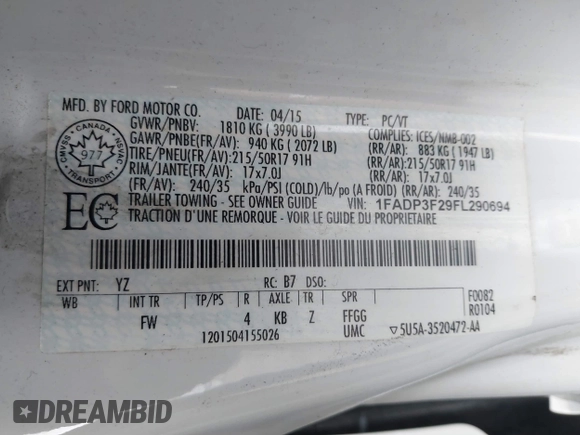 MFD. BY FORD MOTOR CO. DATE: 04/15 TYPE: PC/VT
GVWR/PNBV: 1810 KG ( 3990 LB)
GAWR/PNBE(FR/AV): 940 KG ( 2072 LB) COMPLIES: ICES/NMB-002
TIRE/PNEU(FR/AV):215/50R17 91H (RR/AR): 883 KG ( 1947 LB)
RIM/JANTE(FR/AV): 17x7.0J (RR/AR):215/50R17 91H
(FR/AV): 240/35 kPa/PSI (COLD)/lb/po (A FROID) (RR/AR): 17x7.0J
TRAILER TOWING - SEE OWNER GUIDE (RR/AR): 240/35
TRACTION D'UNE REMORQUE - VOIR LE GUIDE DU PROPRIETAIRE VIN: 1FADP3F29FL290694
CANADA
CMVSS NSVAC
977
TRANSPORT
EC
EXT PNT: YZ RC: B7 DSO:
WB INT TR TP/PS R AXLE TR SPR F0082
FW 4 KB Z FFGG R0104
1201504155026 UMC ▽5U5A-3520472-AA
DREAMBID